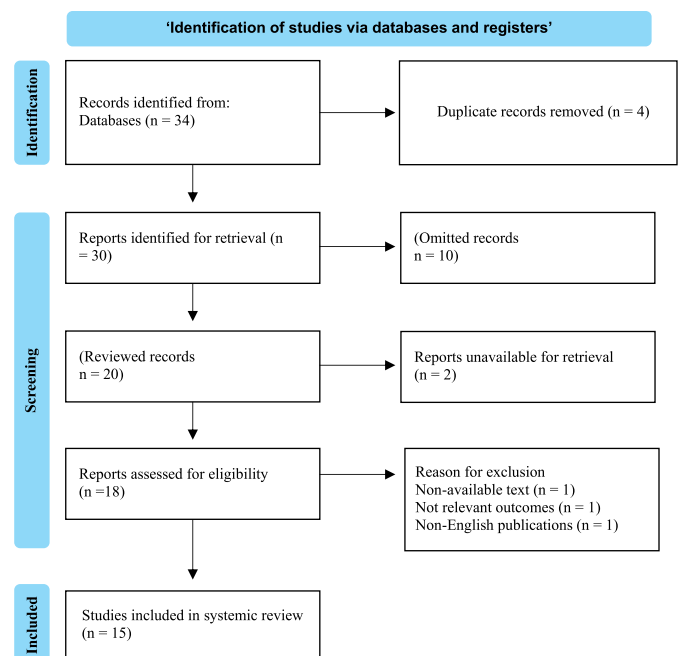 ‘Identification of studies via databases and registers’
Identification
Records identified from:
Databases (n = 34)
Duplicate records removed (n = 4)
Screening
Reports identified for retrieval (n
= 30)
(Omitted records
n = 10)
(Reviewed records
n = 20)
Reports unavailable for retrieval
(n = 2)
Reports assessed for eligibility
(n =18)
Reason for exclusion
Non-available text (n = 1)
Not relevant outcomes (n = 1)
Non-English publications (n = 1)
Included
Studies included in systemic review
(n = 15)